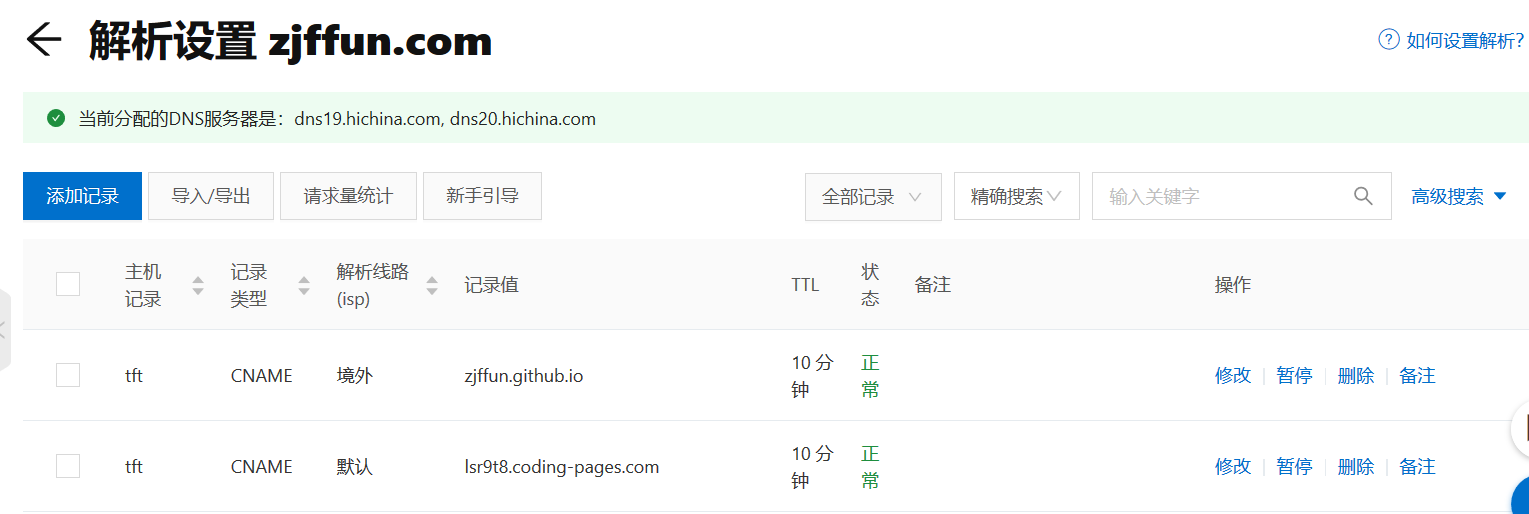 解析设置 zjffun.com
如何设置解析?
当前分配的DNS服务器是：dns19.hichina.com, dns20.hichina.com
添加记录 导入/导出 请求量统计 新手引导 全部记录 精确搜索 输入关键字 高级搜索
主机记录 记录类型 解析线路(isp) 记录值 TTL 状态 备注 操作
tft CNAME 境外 zjffun.github.io 10 分钟 正常 修改 暂停 删除 备注
tft CNAME 默认 lsr9t8.coding-pages.com 10 分钟 正常 修改 暂停 删除 备注